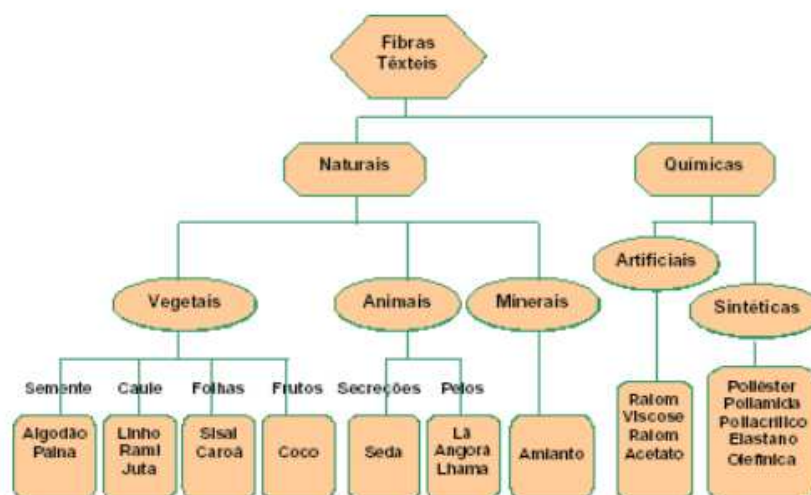 Fibras
Têxteis
Naturais
Químicas
Artificiais
Vegetais
Animais
Minerais
Sintéticas
Semente
Caule
Folhas
Frutos
Secreções
Pelos
Algodão
Paina
Linho
Rami
Juta
Sisal
Caroá
Coco
Seda
Lã
Angorá
Lhama
Amianto
Raiom
Viscose
Raiom
Acetato
Poliéster
Poliamida
Poliacrílico
Elastano
Olefínica